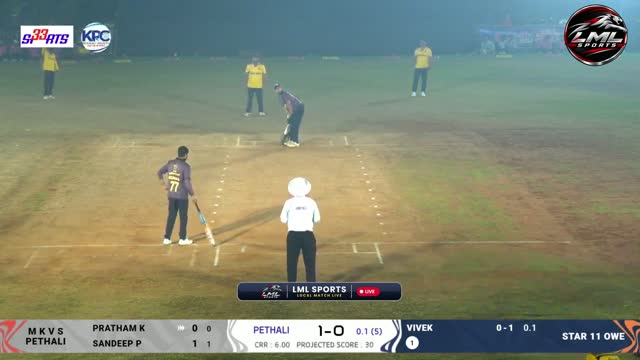 33 SPORTS
KPC
LML
SPORTS
77
LML SPORTS
LOCAL MATCH LIVE
LIVE
M K V S PETHALI
PRATHAM K 0 0
SANDEEP P 1 1
PETHALI 1-0 0.1 (5)
CRR : 6.00 PROJECTED SCORE : 30
VIVEK 0 - 1 0.1
1
STAR 11 OWE